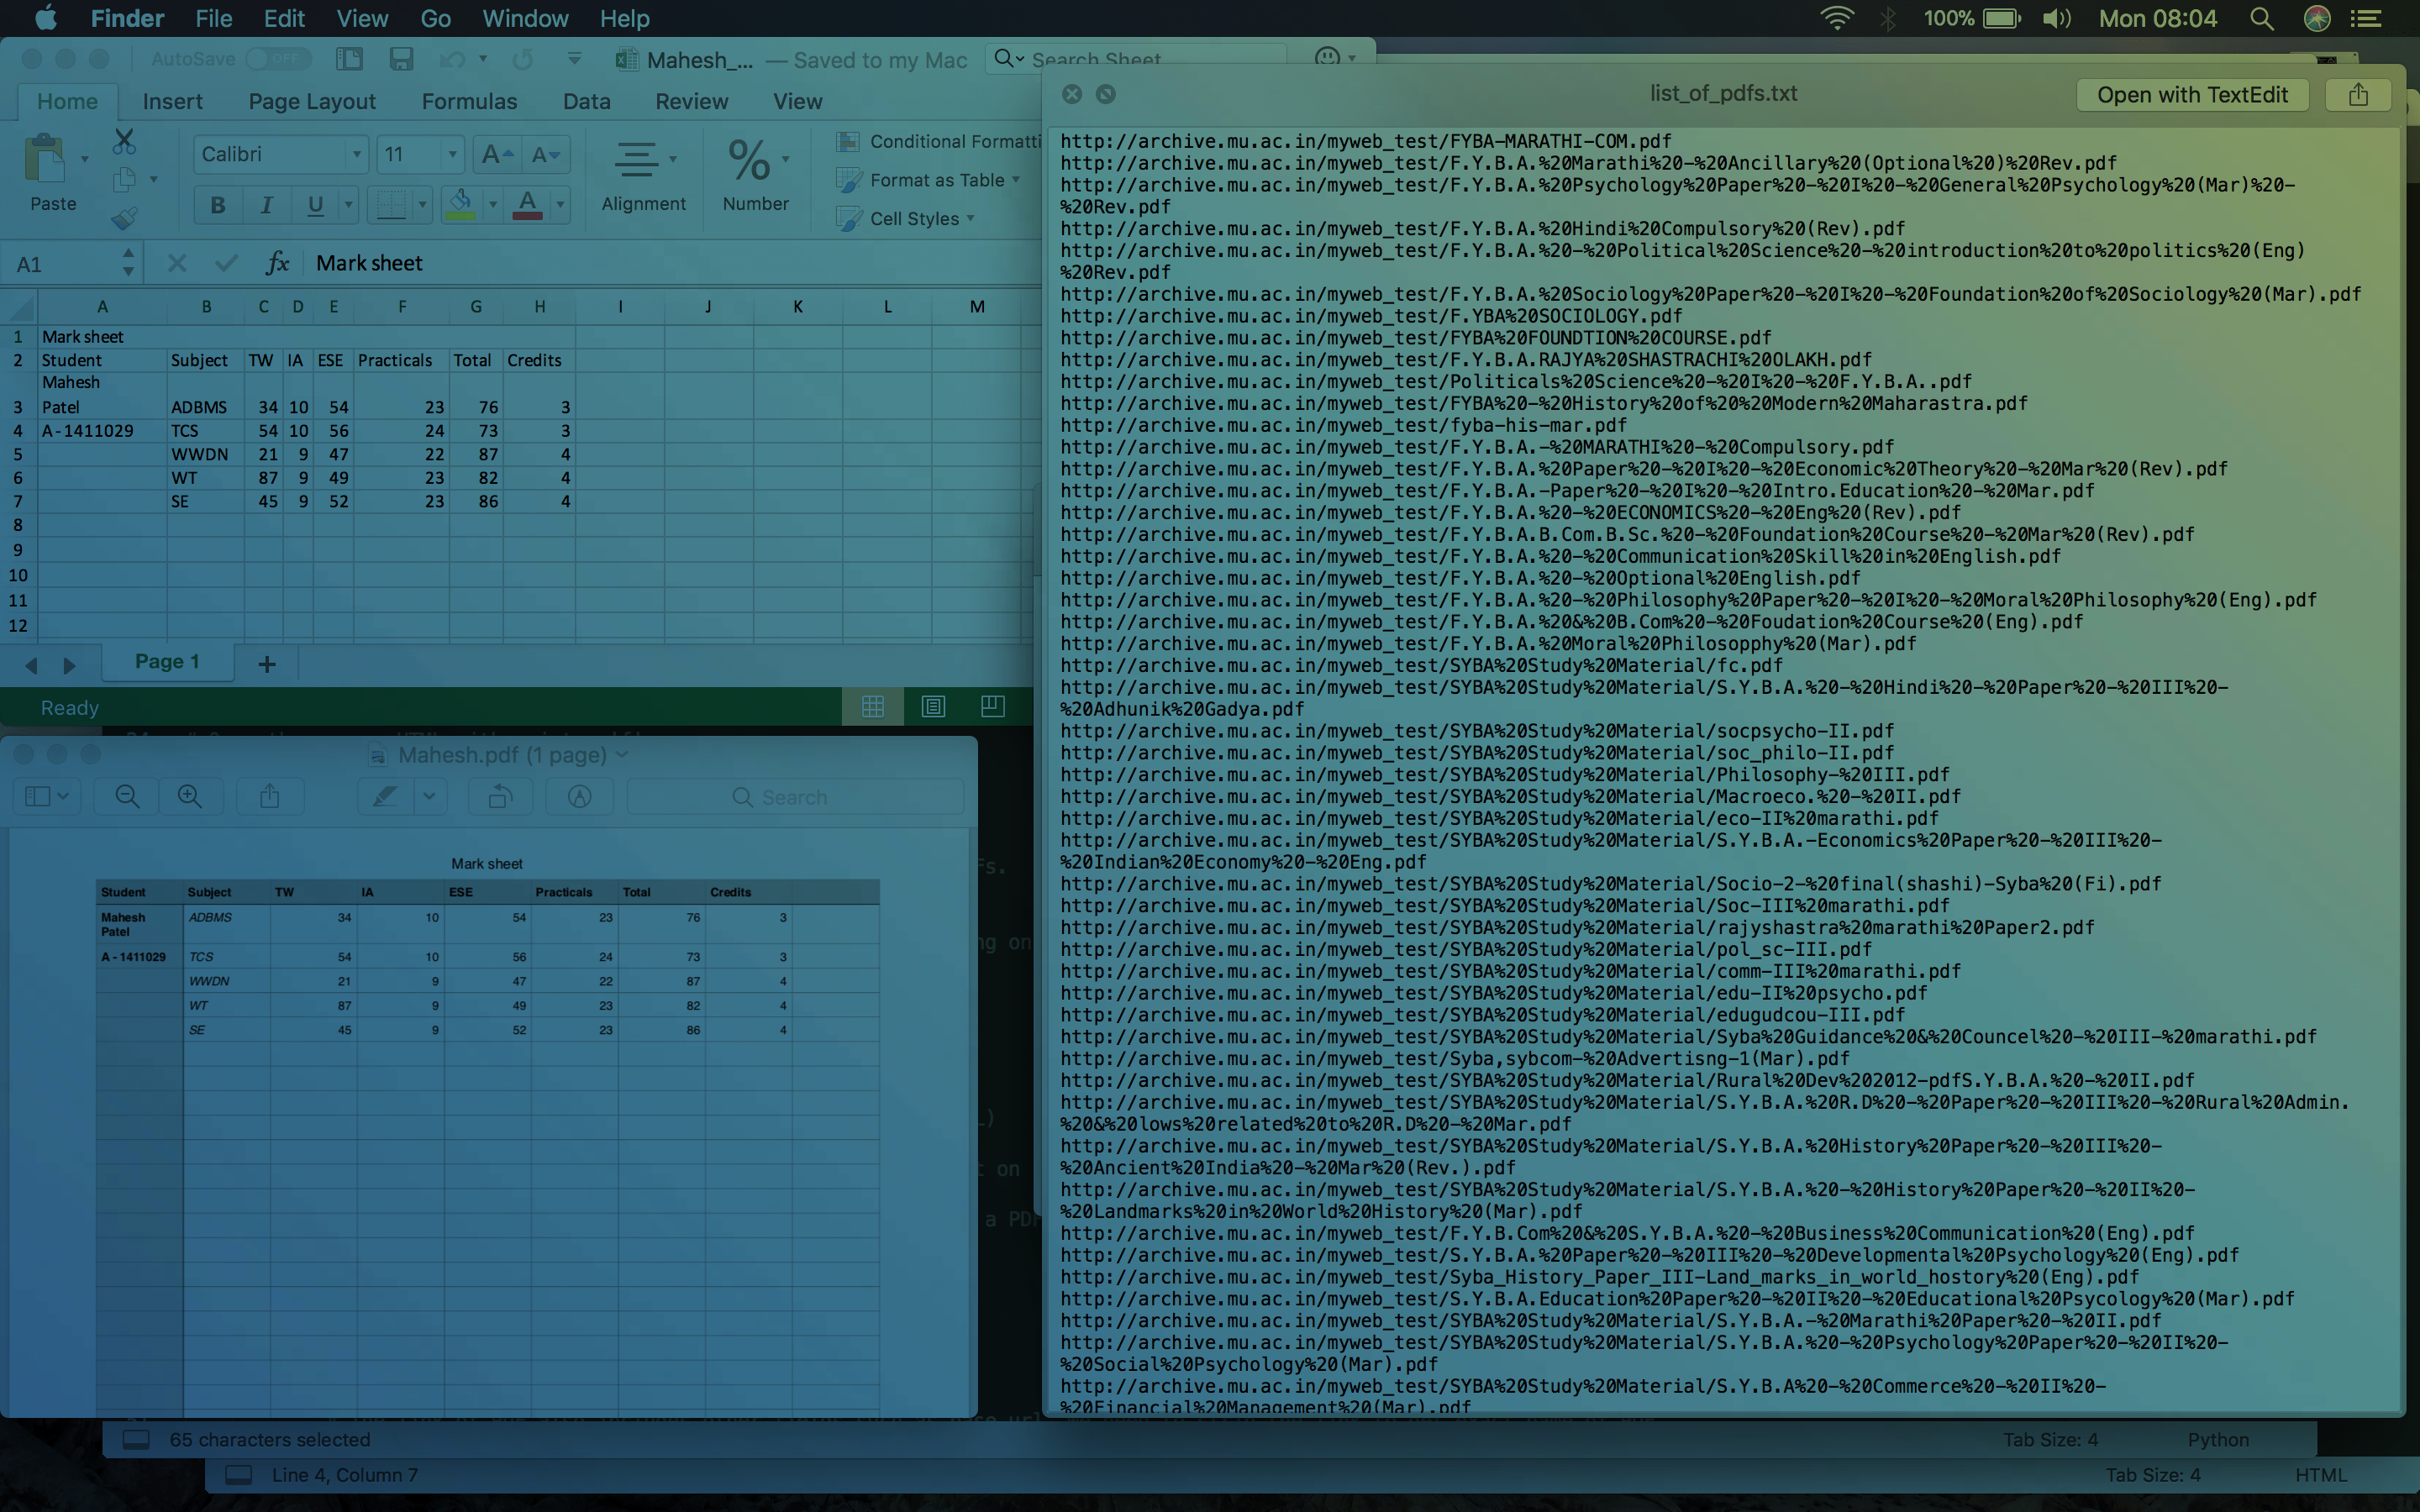 Finder File Edit View Go Window Help
100% Mon 08:04
AutoSave OFF Mahesh_... — Saved to my Mac Search Sheet
Home Insert Page Layout Formulas Data Review View
Paste Calibri 11 A A
B I U A
Alignment % Number
Conditional Formatti
Format as Table
Cell Styles
A1 fx Mark sheet
A B C D E F G H I J K L M
1 Mark sheet
2 Student Subject TW IA ESE Practicals Total Credits
Mahesh
3 Patel ADBMS 34 10 54 23 76 3
4 A - 1411029 TCS 54 10 56 24 73 3
5 WWDN 21 9 47 22 87 4
6 WT 87 9 49 23 82 4
7 SE 45 9 52 23 86 4
8
9
10
11
12
Page 1 +
Ready
Mahesh.pdf (1 page)
Search
Mark sheet
Student Subject TW IA ESE Practicals Total Credits
Mahesh
Patel ADBMS 34 10 54 23 76 3
A - 1411029 TCS 54 10 56 24 73 3
WWDN 21 9 47 22 87 4
WT 87 9 49 23 82 4
SE 45 9 52 23 86 4
list_of_pdfs.txt Open with TextEdit
http://archive.mu.ac.in/myweb_test/FYBA-MARATHI-COM.pdf
http://archive.mu.ac.in/myweb_test/F.Y.B.A.%20Marathi%20-%20Ancillary%20(Optional%20)%20Rev.pdf
http://archive.mu.ac.in/myweb_test/F.Y.B.A.%20Psychology%20Paper%20-%20I%20-%20General%20Psychology%20(Mar)%20-
%20Rev.pdf
http://archive.mu.ac.in/myweb_test/F.Y.B.A.%20Hindi%20Compulsory%20(Rev).pdf
http://archive.mu.ac.in/myweb_test/F.Y.B.A.%20-%20Political%20Science%20-%20introduction%20to%20politics%20(Eng)
%20Rev.pdf
http://archive.mu.ac.in/myweb_test/F.Y.B.A.%20Sociology%20Paper%20-%20I%20-%20Foundation%20of%20Sociology%20(Mar).pdf
http://archive.mu.ac.in/myweb_test/F.YBA%20SOCIOLOGY.pdf
http://archive.mu.ac.in/myweb_test/FYBA%20FOUNDTION%20COURSE.pdf
http://archive.mu.ac.in/myweb_test/F.Y.B.A.RAJYA%20SHASTRACHI%20OLAKH.pdf
http://archive.mu.ac.in/myweb_test/Politicals%20Science%20-%20I%20-%20F.Y.B.A..pdf
http://archive.mu.ac.in/myweb_test/FYBA%20-%20History%20of%20%20Modern%20Maharastra.pdf
http://archive.mu.ac.in/myweb_test/fyba-his-mar.pdf
http://archive.mu.ac.in/myweb_test/F.Y.B.A.-%20MARATHI%20-%20Compulsory.pdf
http://archive.mu.ac.in/myweb_test/F.Y.B.A.%20Paper%20-%20I%20-%20Economic%20Theory%20-%20Mar%20(Rev).pdf
http://archive.mu.ac.in/myweb_test/F.Y.B.A.-Paper%20-%20I%20-%20Intro.Education%20-%20Mar.pdf
http://archive.mu.ac.in/myweb_test/F.Y.B.A.%20-%20ECONOMICS%20-%20Eng%20(Rev).pdf
http://archive.mu.ac.in/myweb_test/F.Y.B.A.B.Com.B.Sc.%20-%20Foundation%20Course%20-%20Mar%20(Rev).pdf
http://archive.mu.ac.in/myweb_test/F.Y.B.A.%20-%20Communication%20Skill%20in%20English.pdf
http://archive.mu.ac.in/myweb_test/F.Y.B.A.%20-%20Optional%20English.pdf
http://archive.mu.ac.in/myweb_test/F.Y.B.A.%20-%20Philosophy%20Paper%20-%20I%20-%20Moral%20Philosophy%20(Eng).pdf
http://archive.mu.ac.in/myweb_test/F.Y.B.A.%20&%20B.Com%20-%20Foudation%20Course%20(Eng).pdf
http://archive.mu.ac.in/myweb_test/F.Y.B.A.%20Moral%20Philosopphy%20(Mar).pdf
http://archive.mu.ac.in/myweb_test/SYBA%20Study%20Material/fc.pdf
http://archive.mu.ac.in/myweb_test/SYBA%20Study%20Material/S.Y.B.A.%20-%20Hindi%20-%20Paper%20-%20III%20-
%20Adhunik%20Gadya.pdf
http://archive.mu.ac.in/myweb_test/SYBA%20Study%20Material/socpsycho-II.pdf
http://archive.mu.ac.in/myweb_test/SYBA%20Study%20Material/soc_philo-II.pdf
http://archive.mu.ac.in/myweb_test/SYBA%20Study%20Material/Philosophy-%20III.pdf
http://archive.mu.ac.in/myweb_test/SYBA%20Study%20Material/Macroeco.%20-%20II.pdf
http://archive.mu.ac.in/myweb_test/SYBA%20Study%20Material/eco-II%20marathi.pdf
http://archive.mu.ac.in/myweb_test/SYBA%20Study%20Material/S.Y.B.A.-Economics%20Paper%20-%20III%20-
%20Indian%20Economy%20-%20Eng.pdf
http://archive.mu.ac.in/myweb_test/SYBA%20Study%20Material/Socio-2-%20final(shashi)-Syba%20(Fi).pdf
http://archive.mu.ac.in/myweb_test/SYBA%20Study%20Material/Soc-III%20marathi.pdf
http://archive.mu.ac.in/myweb_test/SYBA%20Study%20Material/rajyshastra%20marathi%20Paper2.pdf
http://archive.mu.ac.in/myweb_test/SYBA%20Study%20Material/pol_sc-III.pdf
http://archive.mu.ac.in/myweb_test/SYBA%20Study%20Material/comm-III%20marathi.pdf
http://archive.mu.ac.in/myweb_test/SYBA%20Study%20Material/edu-II%20psycho.pdf
http://archive.mu.ac.in/myweb_test/SYBA%20Study%20Material/edugudcou-III.pdf
http://archive.mu.ac.in/myweb_test/SYBA%20Study%20Material/Syba%20Guidance%20&%20Councel%20-%20III-%20marathi.pdf
http://archive.mu.ac.in/myweb_test/SYBA%20Study%20Material/Syba,sybcom-%20Advertisng-1(Mar).pdf
http://archive.mu.ac.in/myweb_test/SYBA%20Study%20Material/Rural%20Dev%202012-pdfS.Y.B.A.%20-%20II.pdf
http://archive.mu.ac.in/myweb_test/SYBA%20Study%20Material/S.Y.B.A.%20R.D%20-%20Paper%20-%20III%20-%20Rural%20Admin.
%20&%20lows%20related%20to%20R.D%20-%20Mar.pdf
http://archive.mu.ac.in/myweb_test/SYBA%20Study%20Material/S.Y.B.A.%20History%20Paper%20-%20III%20-
%20Ancient%20India%20-%20Mar%20(Rev.).pdf
http://archive.mu.ac.in/myweb_test/SYBA%20Study%20Material/S.Y.B.A.%20-%20History%20Paper%20-%20II%20-
%20Landmarks%20in%20World%20History%20(Mar).pdf
http://archive.mu.ac.in/myweb_test/F.Y.B.Com%20&%20S.Y.B.A.%20-%20Business%20Communication%20(Eng).pdf
http://archive.mu.ac.in/myweb_test/S.Y.B.A.%20Paper%20-%20III%20-%20Developmental%20Psychology%20(Eng).pdf
http://archive.mu.ac.in/myweb_test/Syba_History_Paper_III-Land_marks_in_world_hostory%20(Eng).pdf
http://archive.mu.ac.in/myweb_test/S.Y.B.A.Education%20Paper%20-%20II%20-%20Educational%20Psycology%20(Mar).pdf
http://archive.mu.ac.in/myweb_test/SYBA%20Study%20Material/S.Y.B.A.-%20Marathi%20Paper%20-%20II.pdf
http://archive.mu.ac.in/myweb_test/SYBA%20Study%20Material/S.Y.B.A.%20-%20Psychology%20Paper%20-%20II%20-
%20Social%20Psychology%20(Mar).pdf
http://archive.mu.ac.in/myweb_test/SYBA%20Study%20Material/S.Y.B.A%20-%20Commerce%20-%20II%20-
%20Financial%20Management%20(Mar).pdf
65 characters selected Tab Size: 4 Python
Line 4, Column 7 Tab Size: 4 HTML